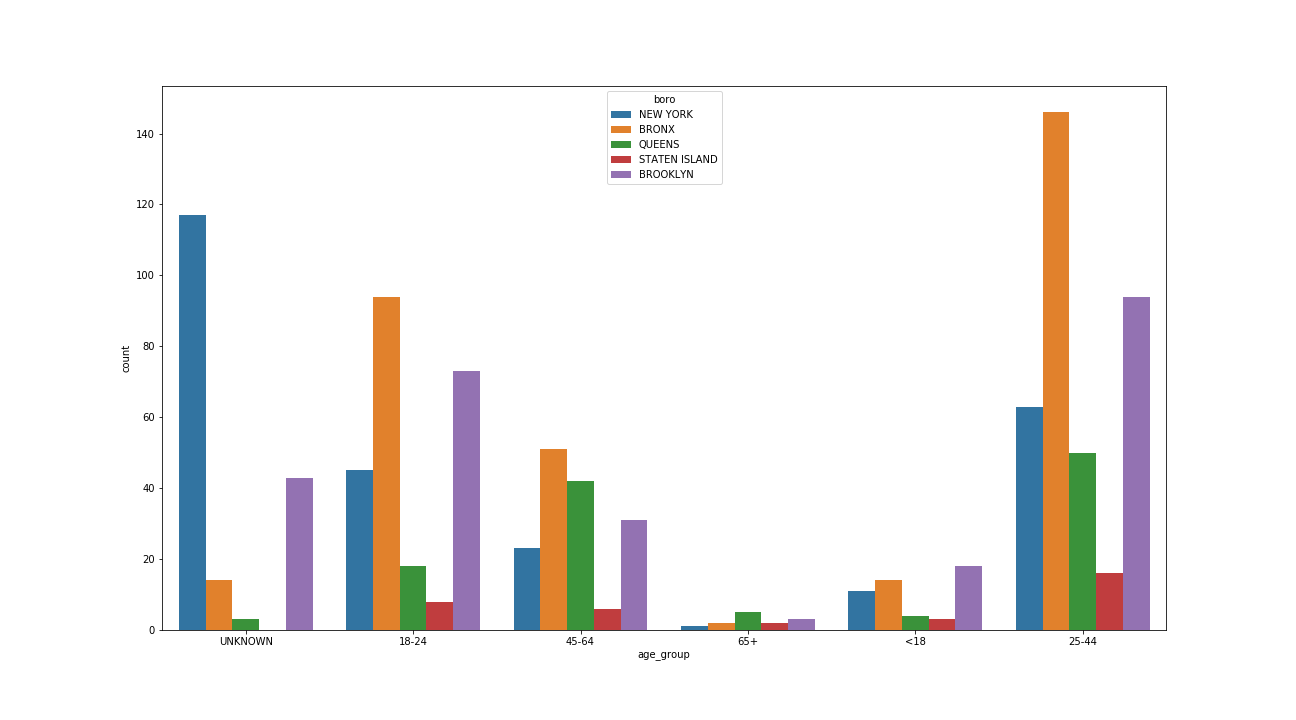 boro
NEW YORK
BRONX
QUEENS
STATEN ISLAND
BROOKLYN
140
120
100
80
60
40
20
0
count
UNKNOWN
18-24
45-64
65+
<18
25-44
age_group